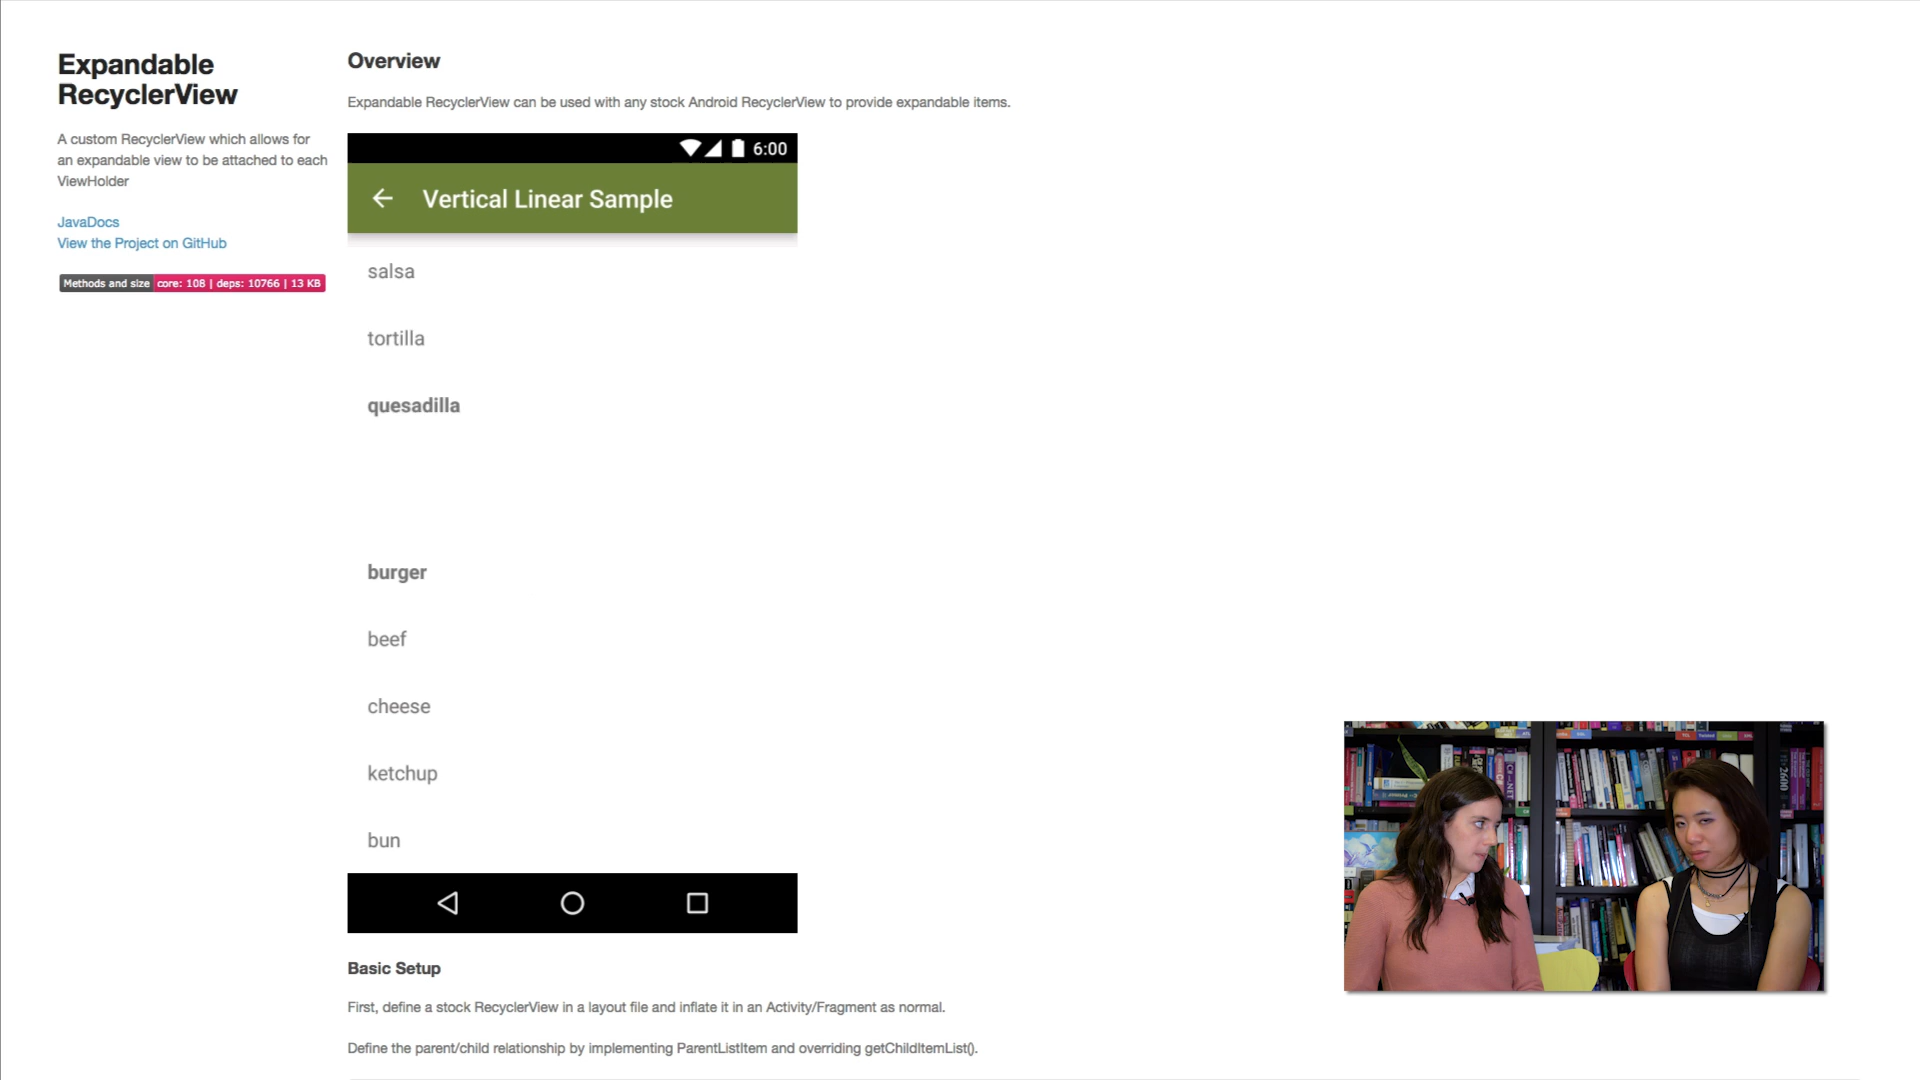 Expandable
RecyclerView
A custom RecyclerView which allows for
an expandable view to be attached to each
ViewHolder
JavaDocs
View the Project on GitHub
Methods and size core: 108 | deps: 10766 | 13 KB
Overview
Expandable RecyclerView can be used with any stock Android RecyclerView to provide expandable items.
6:00
Vertical Linear Sample
salsa
tortilla
quesadilla
burger
beef
cheese
ketchup
bun
Basic Setup
First, define a stock RecyclerView in a layout file and inflate it in an Activity/Fragment as normal.
Define the parent/child relationship by implementing ParentListItem and overriding getChildItemList().